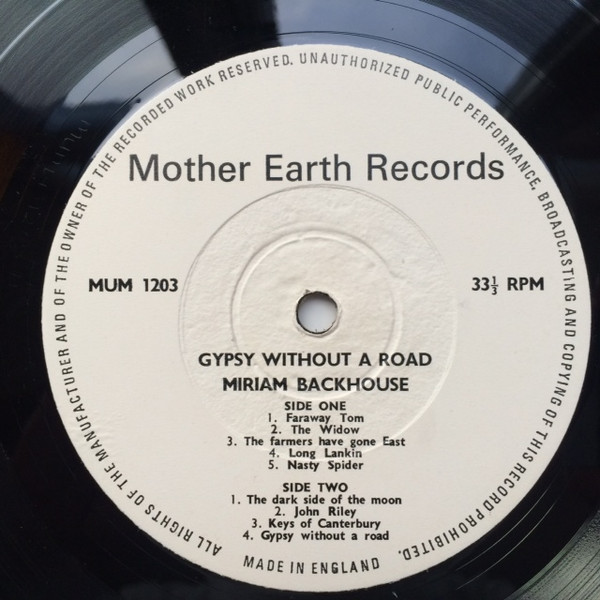 ALL RIGHTS OF THE MANUFACTURER AND OF THE OWNER OF THE RECORDED WORK RESERVED. UNAUTHORIZED PUBLIC PERFORMANCE, BROADCASTING AND COPYING OF THIS RECORD PROHIBITED.
Mother Earth Records
MUM 1203
33⅓ RPM
GYPSY WITHOUT A ROAD
MIRIAM BACKHOUSE
SIDE ONE
1. Faraway Tom
2. The Widow
3. The farmers have gone East
4. Long Lankin
5. Nasty Spider
SIDE TWO
1. The dark side of the moon
2. John Riley
3. Keys of Canterbury
4. Gypsy without a road
MADE IN ENGLAND